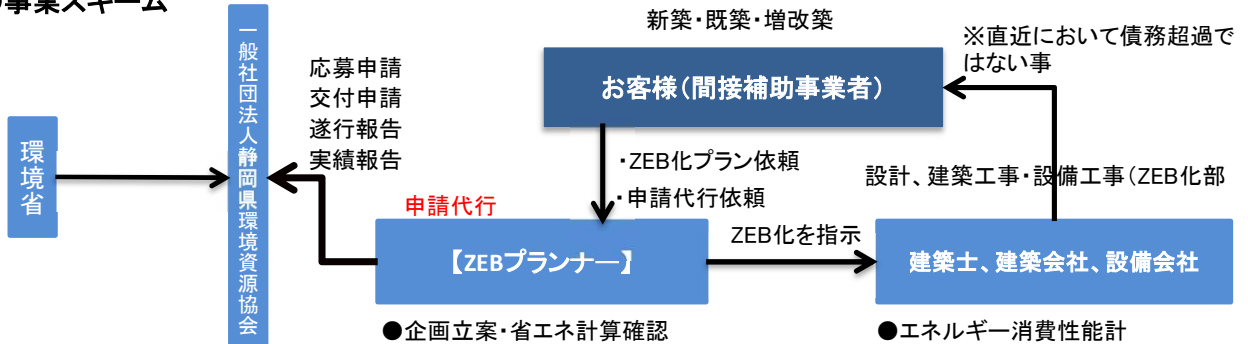 事業スキーム
新築・既築・増改築
※直近において債務超過で
はない事
一般社団法人静岡県環境資源協会
応募申請
交付申請
遂行報告
実績報告
お客様（間接補助事業者）
環境省
・ZEB化プラン依頼
・申請代行依頼
設計、建築工事・設備工事（ZEB化部
申請代行
ZEB化を指示
【ZEBプランナー】
建築士、建築会社、設備会社
●企画立案・省エネ計算確認
●エネルギー消費性能計